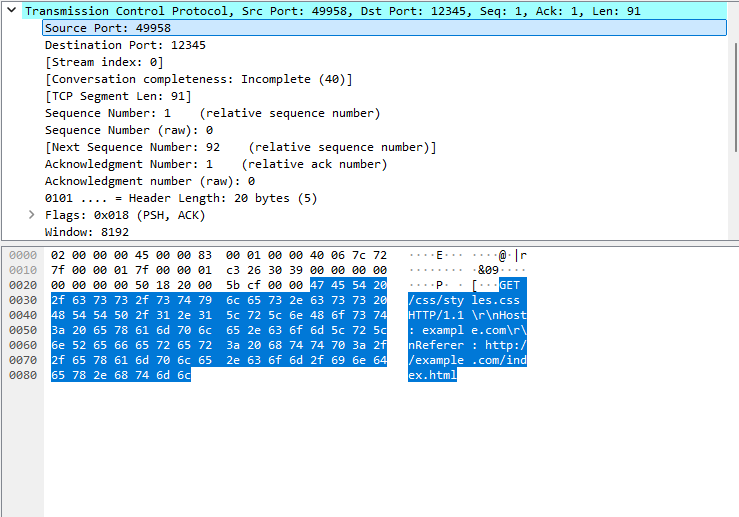 Transmission Control Protocol, Src Port: 49958, Dst Port: 12345, Seq: 1, Ack: 1, Len: 91
Source Port: 49958
Destination Port: 12345
[Stream index: 0]
[Conversation completeness: Incomplete (40)]
[TCP Segment Len: 91]
Sequence Number: 1    (relative sequence number)
Sequence Number (raw): 0
[Next Sequence Number: 92    (relative sequence number)]
Acknowledgment Number: 1    (relative ack number)
Acknowledgment number (raw): 0
0101 .... = Header Length: 20 bytes (5)
Flags: 0x018 (PSH, ACK)
Window: 8192
0000  02 00 00 00 45 00 00 83  00 01 00 00 40 06 7c 72  ····E··· ····@·|r
0010  7f 00 00 01 7f 00 00 01  c3 26 30 39 00 00 00 00  ········ ·&09····
0020  00 00 00 00 50 18 20 00  5b cf 00 00 47 45 54 20  ····P· · [···GET
0030  2f 63 73 73 2f 73 74 79  6c 65 73 2e 63 73 73 20  /css/sty les.css
0040  48 54 54 50 2f 31 2e 31  5c 72 5c 6e 48 6f 73 74  HTTP/1.1 \r\nHost
0050  3a 20 65 78 61 6d 70 6c  65 2e 63 6f 6d 5c 72 5c  : exampl e.com\r\
0060  6e 52 65 66 65 72 65 72  3a 20 68 74 74 70 3a 2f  nReferer : http:/
0070  2f 65 78 61 6d 70 6c 65  2e 63 6f 6d 2f 69 6e 64  /example .com/ind
0080  65 78 2e 68 74 6d 6c  ex.html